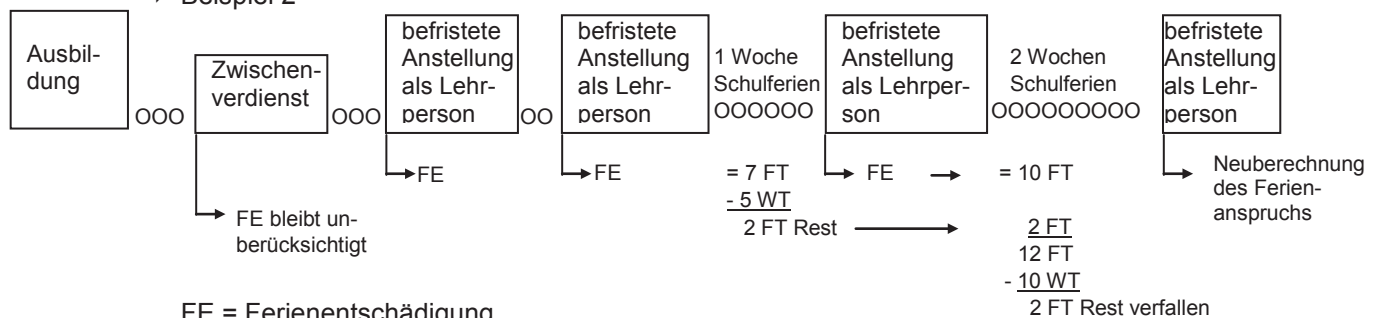 Beispiel 2
Ausbil-
dung
OOO
Zwischen-
verdienst
OOO
befristete
Anstellung
als Lehr-
person
OO
befristete
Anstellung
als Lehr-
person
1 Woche
Schulferien
OOOOOO
befristete
Anstellung
als Lehrper-
son
2 Wochen
Schulferien
OOOOOOOOO
befristete
Anstellung
als Lehr-
person
FE bleibt un-
berücksichtigt
FE
FE
= 7 FT
- 5 WT
2 FT Rest
FE
= 10 FT
2 FT
12 FT
- 10 WT
2 FT Rest verfallen
Neuberechnung
des Ferien-
anspruchs
FE = Ferienentschädigung